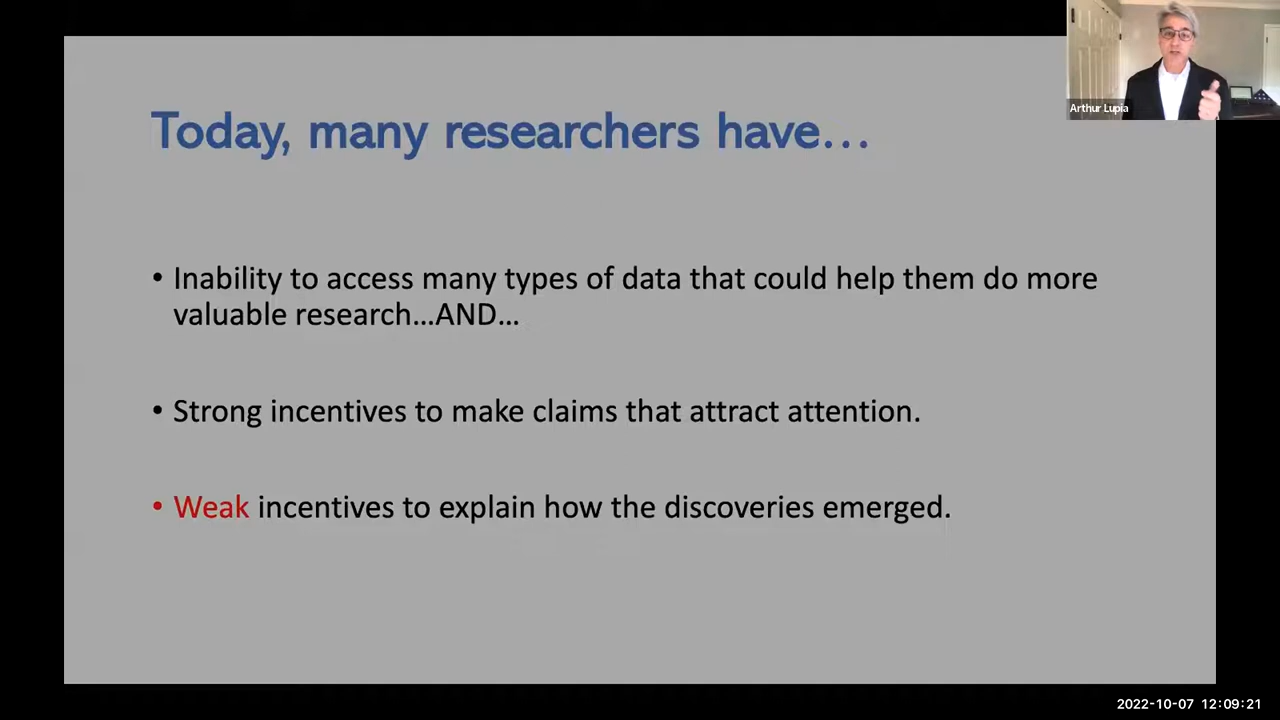 Arthur Lupia
Today, many researchers have…
• Inability to access many types of data that could help them do more
valuable research…AND…
• Strong incentives to make claims that attract attention.
• Weak incentives to explain how the discoveries emerged.
2022-10-07 12:09:21